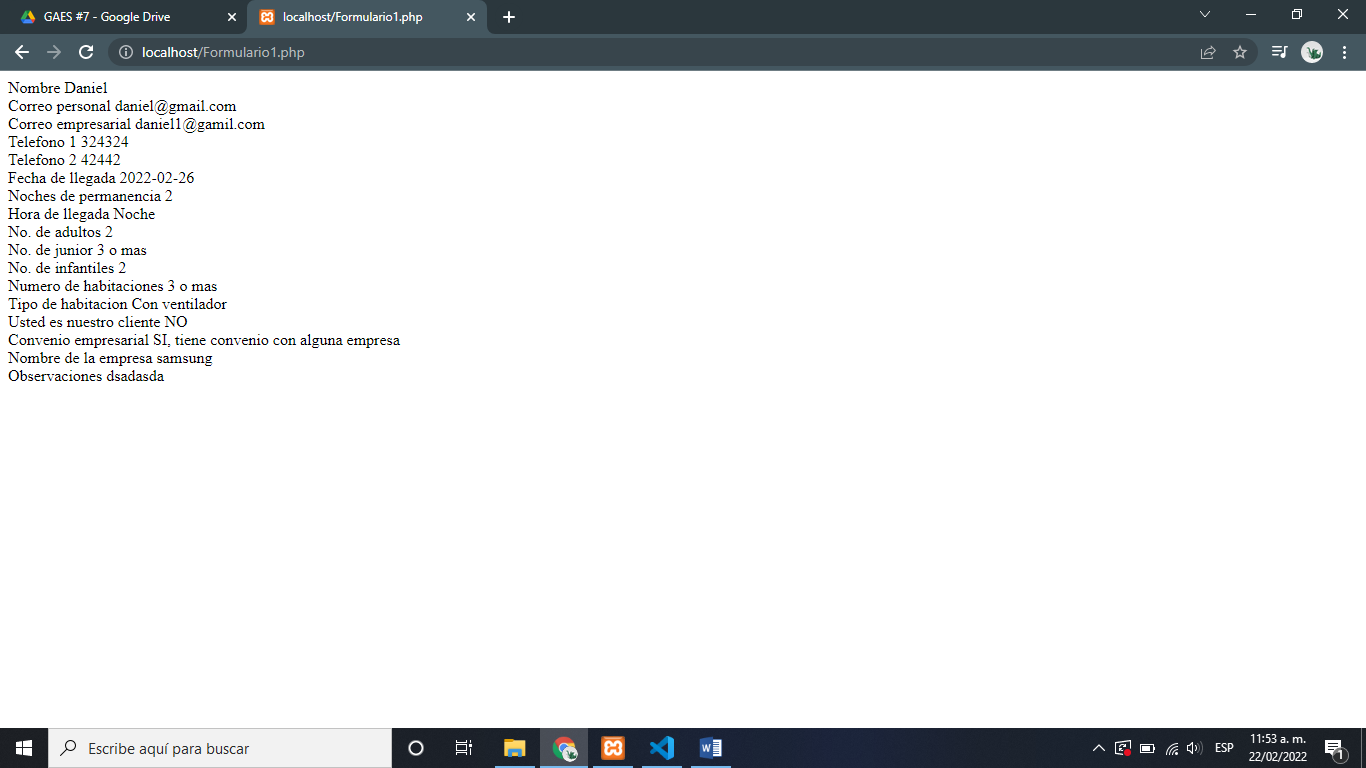 GAES #7 - Google Drive
localhost/Formulario1.php
localhost/Formulario1.php
Nombre Daniel
Correo personal daniel@gmail.com
Correo empresarial daniel1@gamil.com
Telefono 1 324324
Telefono 2 42442
Fecha de llegada 2022-02-26
Noches de permanencia 2
Hora de llegada Noche
No. de adultos 2
No. de junior 3 o mas
No. de infantiles 2
Numero de habitaciones 3 o mas
Tipo de habitacion Con ventilador
Usted es nuestro cliente NO
Convenio empresarial SI, tiene convenio con alguna empresa
Nombre de la empresa samsung
Observaciones dsadasda
Escribe aquí para buscar
ESP
11:53 a. m.
22/02/2022
1